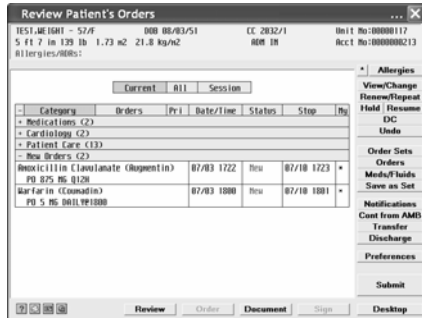 Review Patient's Orders
TEST,WEIGHT - 57/F DOB 08/03/51 CC 2032/1 Unit No:00000117
5 ft 7 in 139 lb 1.73 m2 21.8 kg/m2 ADM IN Acct No:0000000213
Allergies/ADRs:
Current All Session
- Category Orders Pri Date/Time Status Stop My
+ Medications (2)
+ Cardiology (2)
+ Patient Care (13)
- New Orders (2)
Amoxicillin Clavulanate (Augmentin) 07/03 1722 New 07/10 1723 *
PO 875 MG Q12H
Warfarin (Coumadin) 07/03 1800 New 07/10 1801 *
PO 5 MG DAILY@1800
Allergies
View/Change
Renew/Repeat
Hold Resume
DC
Undo
Order Sets
Orders
Meds/Fluids
Save as Set
Notifications
Cont from AMB
Transfer
Discharge
Preferences
Submit
Review Order Document Sign Desktop